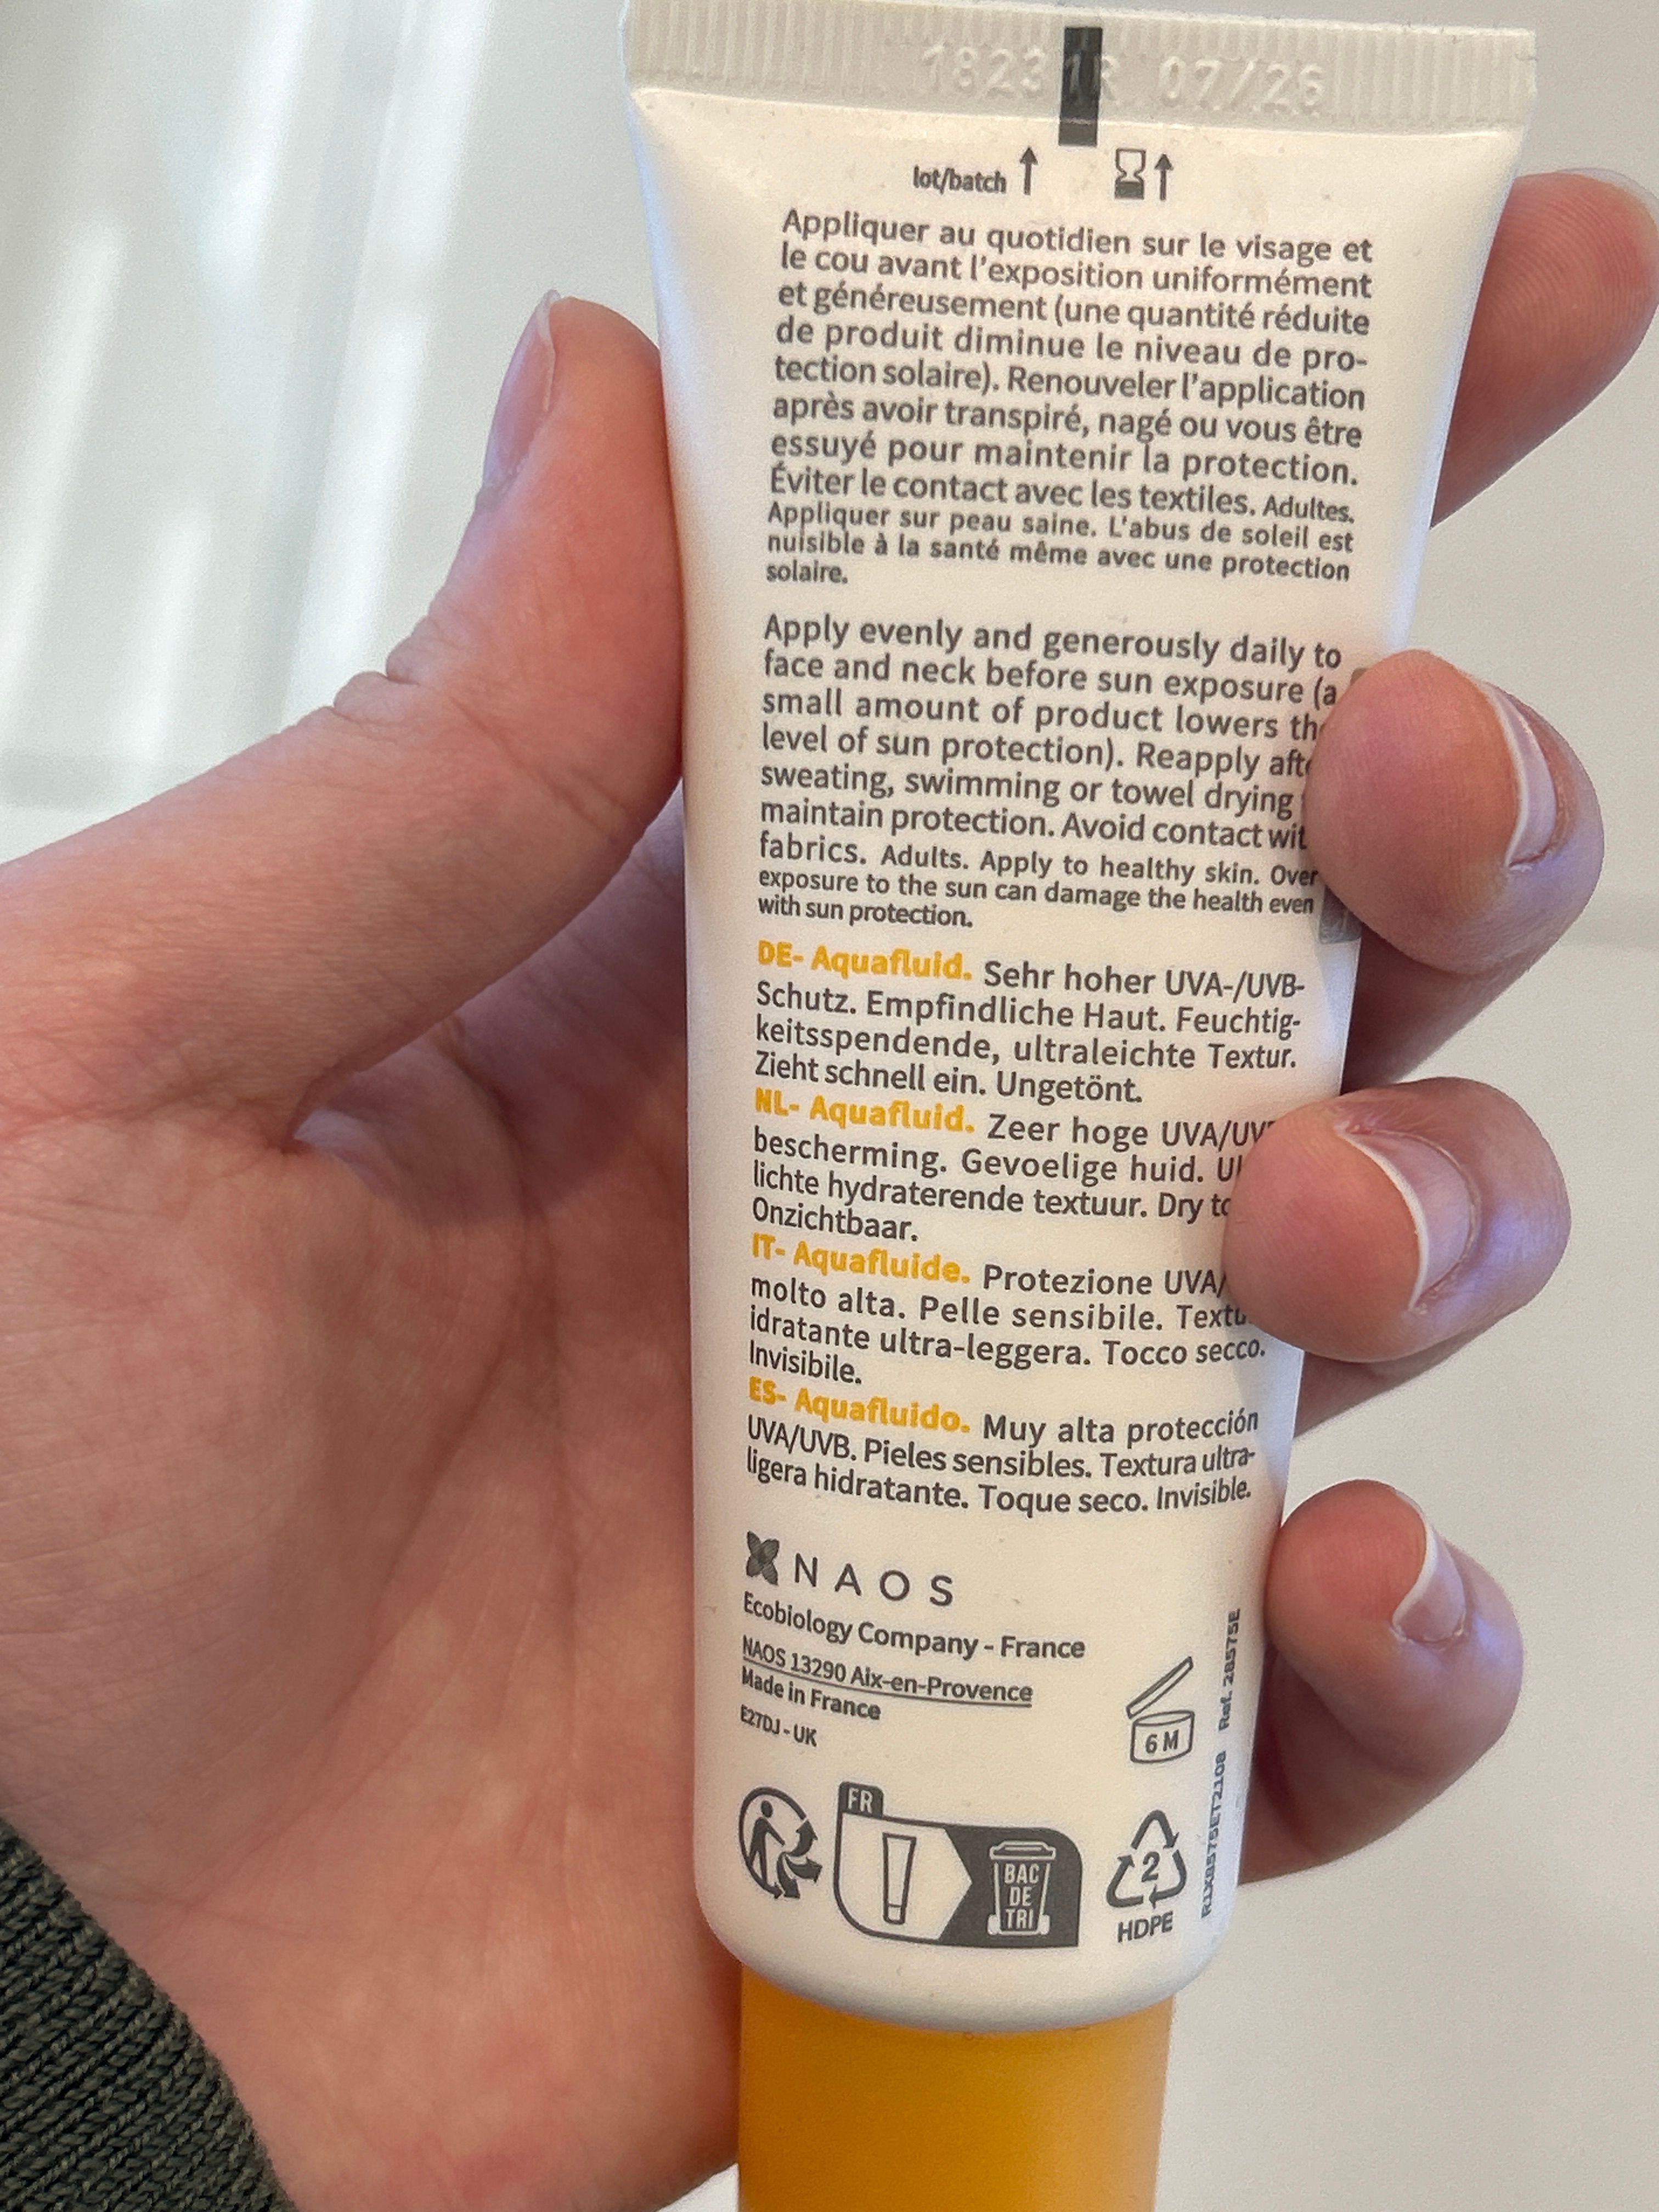 18231R 07/26
lot/batch
Appliquer au quotidien sur le visage et
le cou avant l'exposition uniformément
et généreusement (une quantité réduite
de produit diminue le niveau de pro-
tection solaire). Renouveler l'application
après avoir transpiré, nagé ou vous être
essuyé pour maintenir la protection.
Éviter le contact avec les textiles. Adultes.
Appliquer sur peau saine. L'abus de soleil est
nuisible à la santé même avec une protection
solaire.
Apply evenly and generously daily to
face and neck before sun exposure (a
small amount of product lowers
level of sun protection). Reapply
sweating, swimming or towel drying
maintain protection. Avoid contact
fabrics. Adults. Apply to healthy skin. Over
exposure to the sun can damage the health even
with sun protection.
DE- Aquafluid. Sehr hoher UVA-/UVB-
Schutz. Empfindliche Haut. Feuchtig-
keitsspendende, ultraleichte Textur.
Zieht schnell ein. Ungetönt.
NL- Aquafluid. Zeer hoge
bescherming. Gevoelige huid.
lichte hydraterende textuur. Dry
Onzichtbaar.
IT- Aquafluide. Protezione
molto alta. Pelle sensibile.
idratante ultra-leggera. Tocco secco.
Invisibile.
ES- Aquafluido. Muy alta protección
UVA/UVB. Pieles sensibles. Textura ultra-
ligera hidratante. Toque seco. Invisible.
NAOS
Ecobiology Company - France
NAOS 13290 Aix-en-Provence
Made in France
E27DJ - UK
6 M
R1X8575ET2108 Ref. 28575E
FR
BAC
DE
TRI
2
HDPE